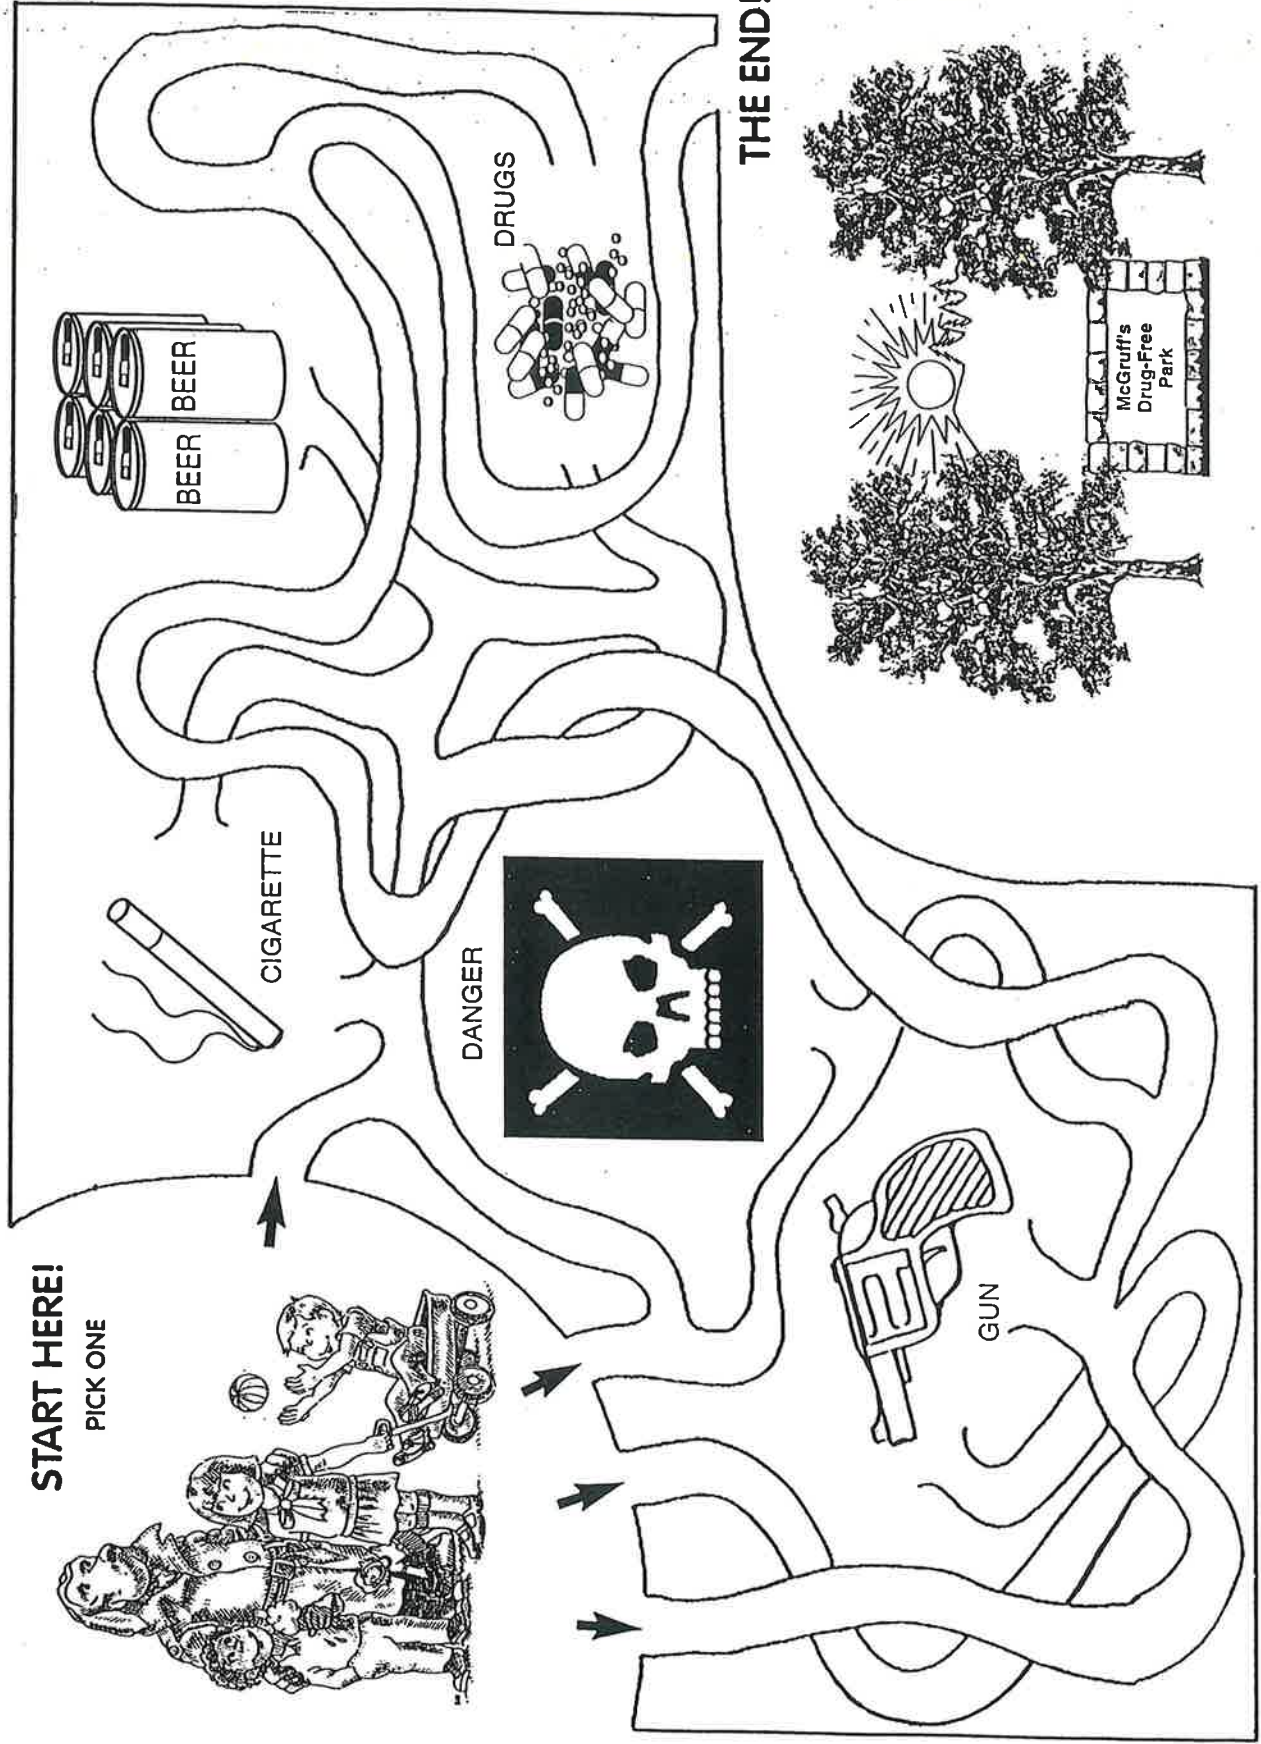 START HERE!
PICK ONE
CIGARETTE
BEER
BEER
DANGER
DRUGS
GUN
THE END!
McGruff's
Drug-Free
Park